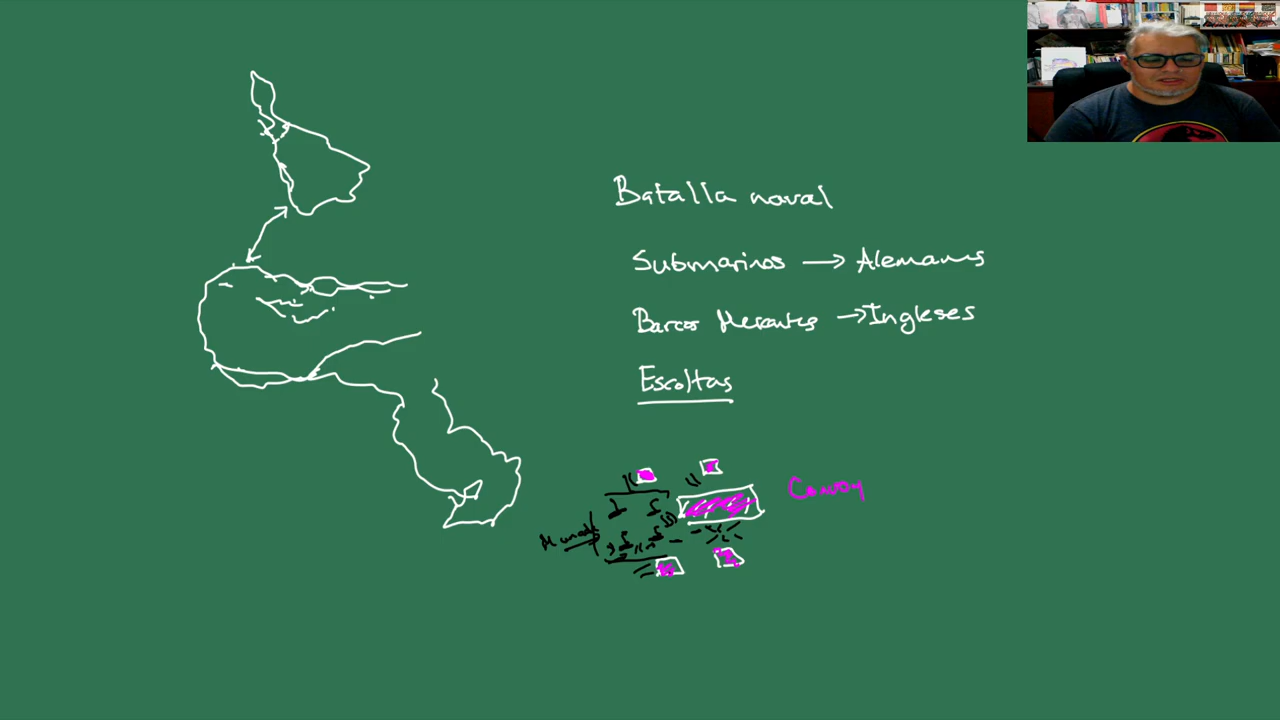 Batalla naval
Submarinos → Alemanes
Barcos Mercantes → Ingleses
Escoltas
Convoy